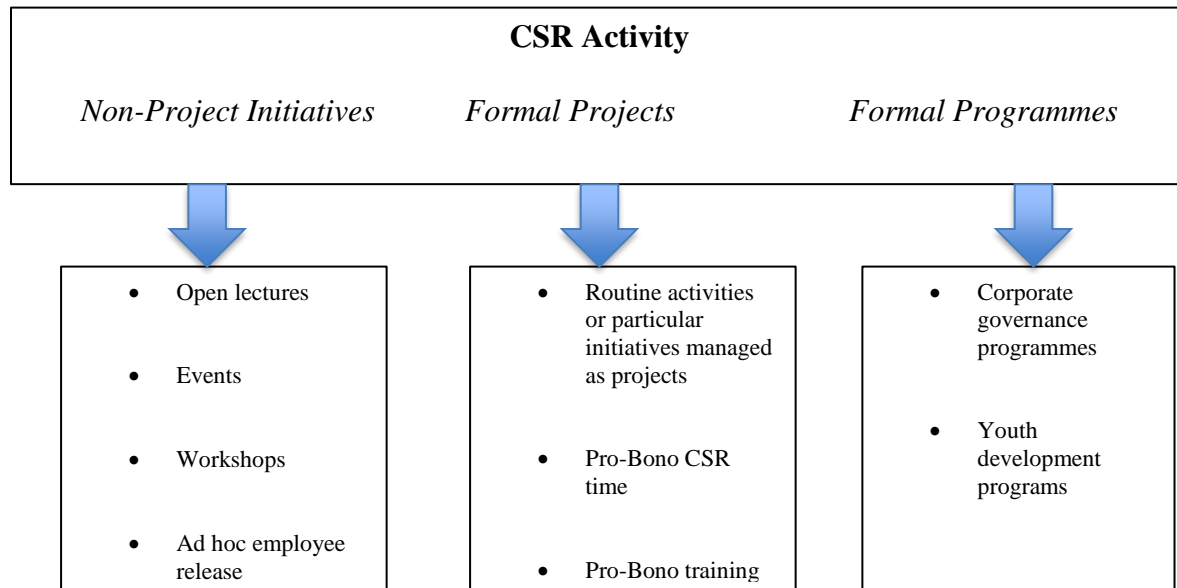 CSR Activity
Non-Project Initiatives Formal Projects Formal Programmes
• Open lectures
• Events
• Workshops
• Ad hoc employee
release
• Routine activities
or particular
initiatives managed
as projects
• Pro-Bono CSR
time
• Pro-Bono training
• Corporate
governance
programmes
• Youth
development
programs